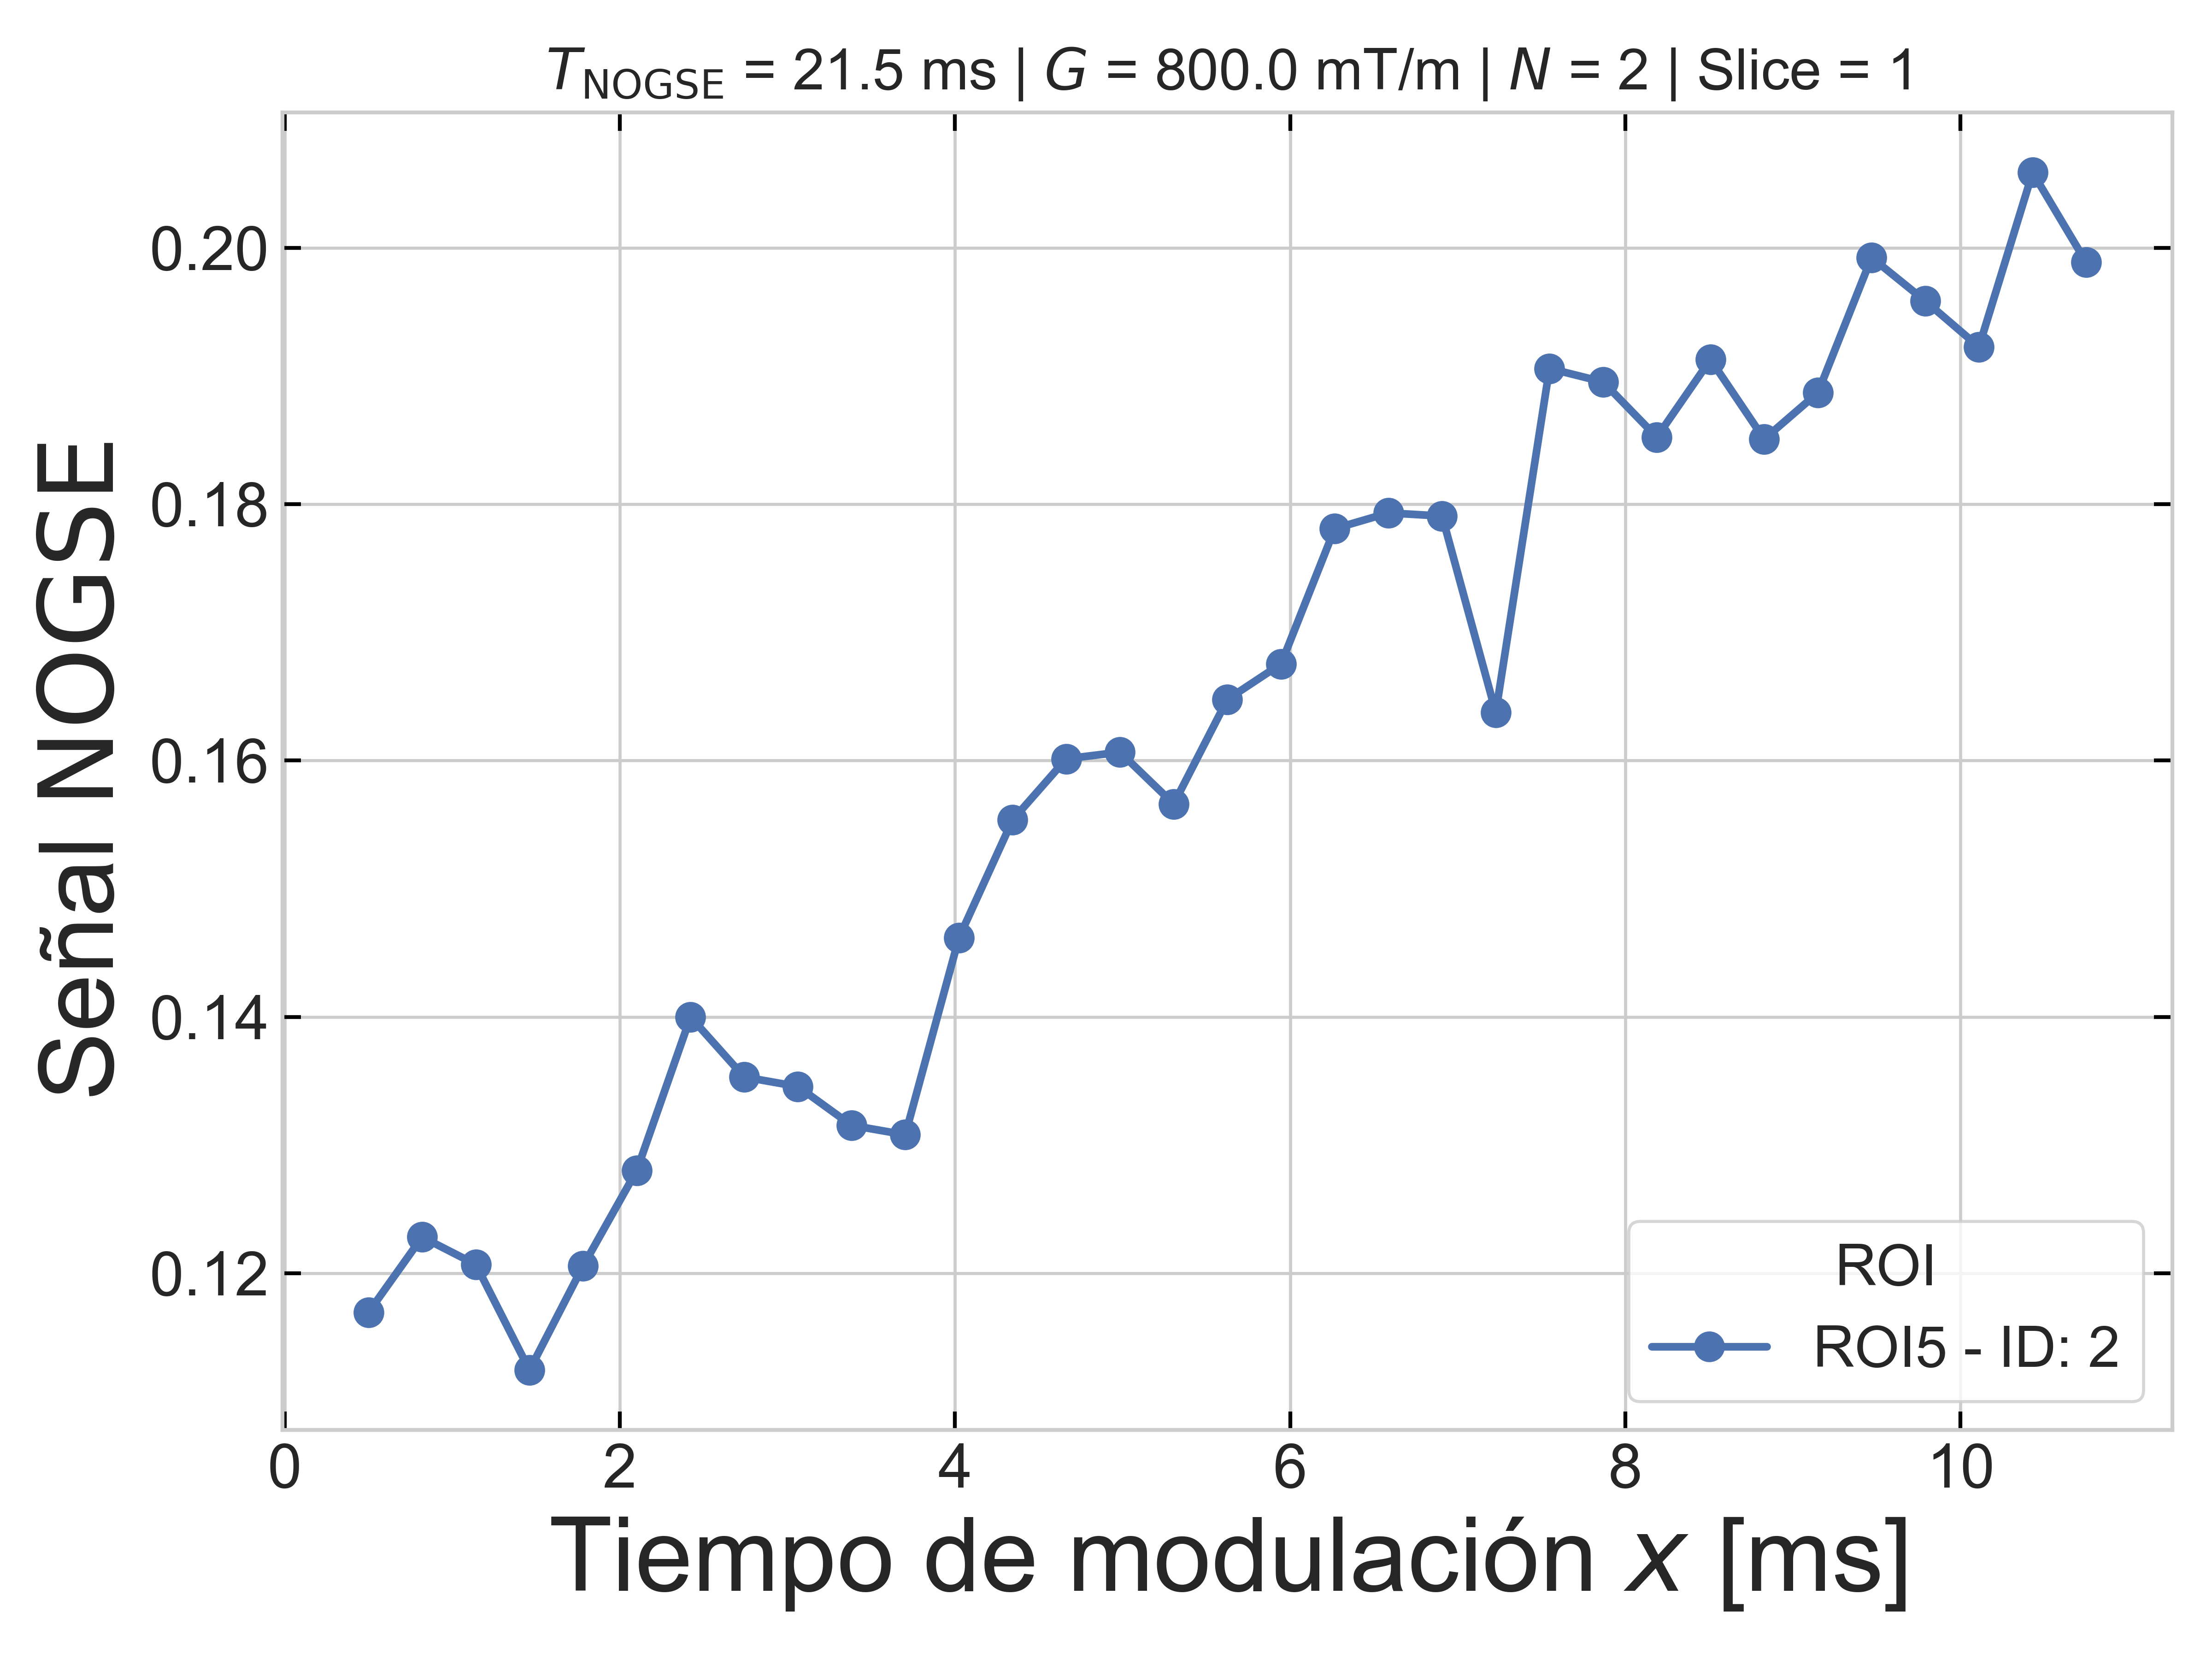 T_NOGSE = 21.5 ms | G = 800.0 mT/m | N = 2 | Slice = 1
Señal NOGSE
0.20
0.18
0.16
0.14
0.12
0 2 4 6 8 10
Tiempo de modulación x [ms]
ROI
ROI5 - ID: 2